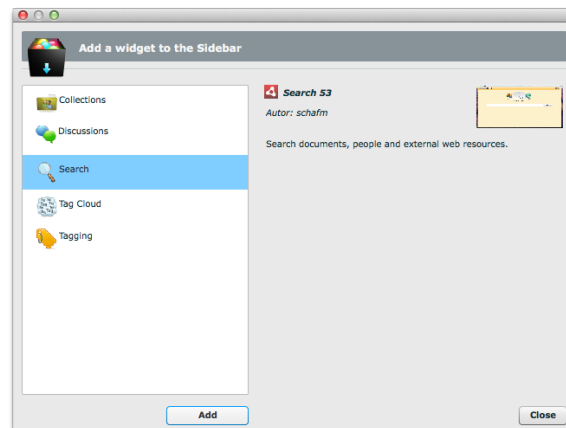 Add a widget to the Sidebar
Collections
Discussions
Search
Tag Cloud
Tagging
Search 53
Autor: schafm
Search documents, people and external web resources.
Add
Close